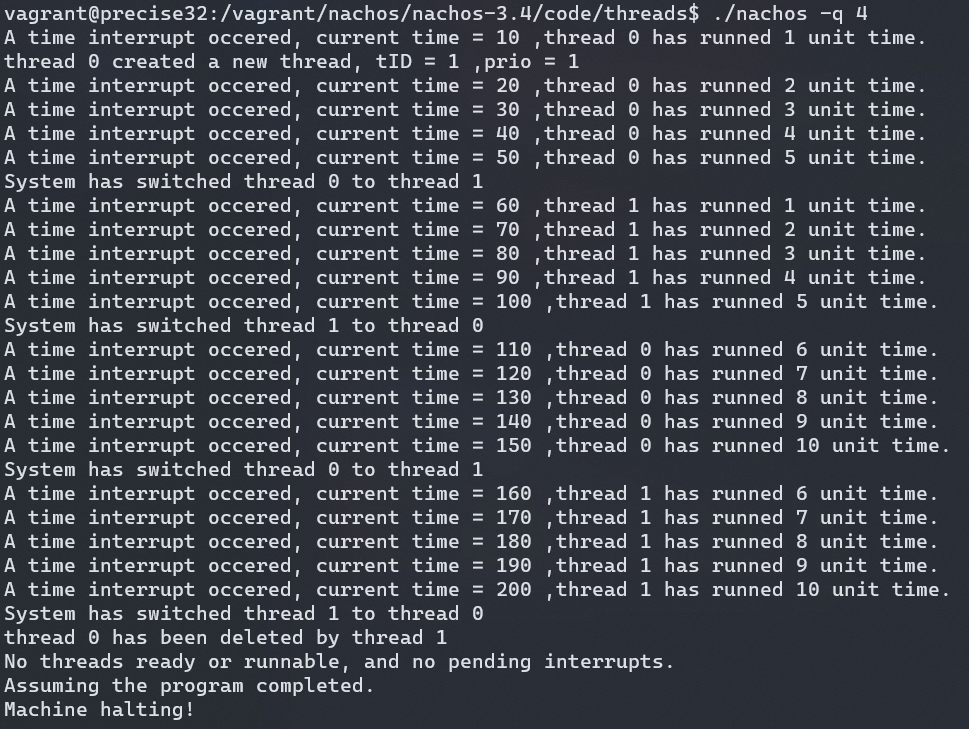 vagrant@precise32:/vagrant/nachos/nachos-3.4/code/threads$ ./nachos -q 4
A time interrupt occered, current time = 10 ,thread 0 has runned 1 unit time.
thread 0 created a new thread, tID = 1 ,prio = 1
A time interrupt occered, current time = 20 ,thread 0 has runned 2 unit time.
A time interrupt occered, current time = 30 ,thread 0 has runned 3 unit time.
A time interrupt occered, current time = 40 ,thread 0 has runned 4 unit time.
A time interrupt occered, current time = 50 ,thread 0 has runned 5 unit time.
System has switched thread 0 to thread 1
A time interrupt occered, current time = 60 ,thread 1 has runned 1 unit time.
A time interrupt occered, current time = 70 ,thread 1 has runned 2 unit time.
A time interrupt occered, current time = 80 ,thread 1 has runned 3 unit time.
A time interrupt occered, current time = 90 ,thread 1 has runned 4 unit time.
A time interrupt occered, current time = 100 ,thread 1 has runned 5 unit time.
System has switched thread 1 to thread 0
A time interrupt occered, current time = 110 ,thread 0 has runned 6 unit time.
A time interrupt occered, current time = 120 ,thread 0 has runned 7 unit time.
A time interrupt occered, current time = 130 ,thread 0 has runned 8 unit time.
A time interrupt occered, current time = 140 ,thread 0 has runned 9 unit time.
A time interrupt occered, current time = 150 ,thread 0 has runned 10 unit time.
System has switched thread 0 to thread 1
A time interrupt occered, current time = 160 ,thread 1 has runned 6 unit time.
A time interrupt occered, current time = 170 ,thread 1 has runned 7 unit time.
A time interrupt occered, current time = 180 ,thread 1 has runned 8 unit time.
A time interrupt occered, current time = 190 ,thread 1 has runned 9 unit time.
A time interrupt occered, current time = 200 ,thread 1 has runned 10 unit time.
System has switched thread 1 to thread 0
thread 0 has been deleted by thread 1
No threads ready or runnable, and no pending interrupts.
Assuming the program completed.
Machine halting!